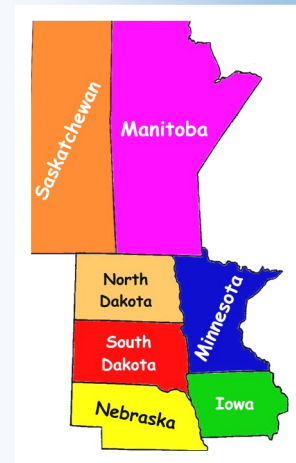 Saskatchewan
Manitoba
North
Dakota
Minnesota
South
Dakota
Nebraska
Iowa